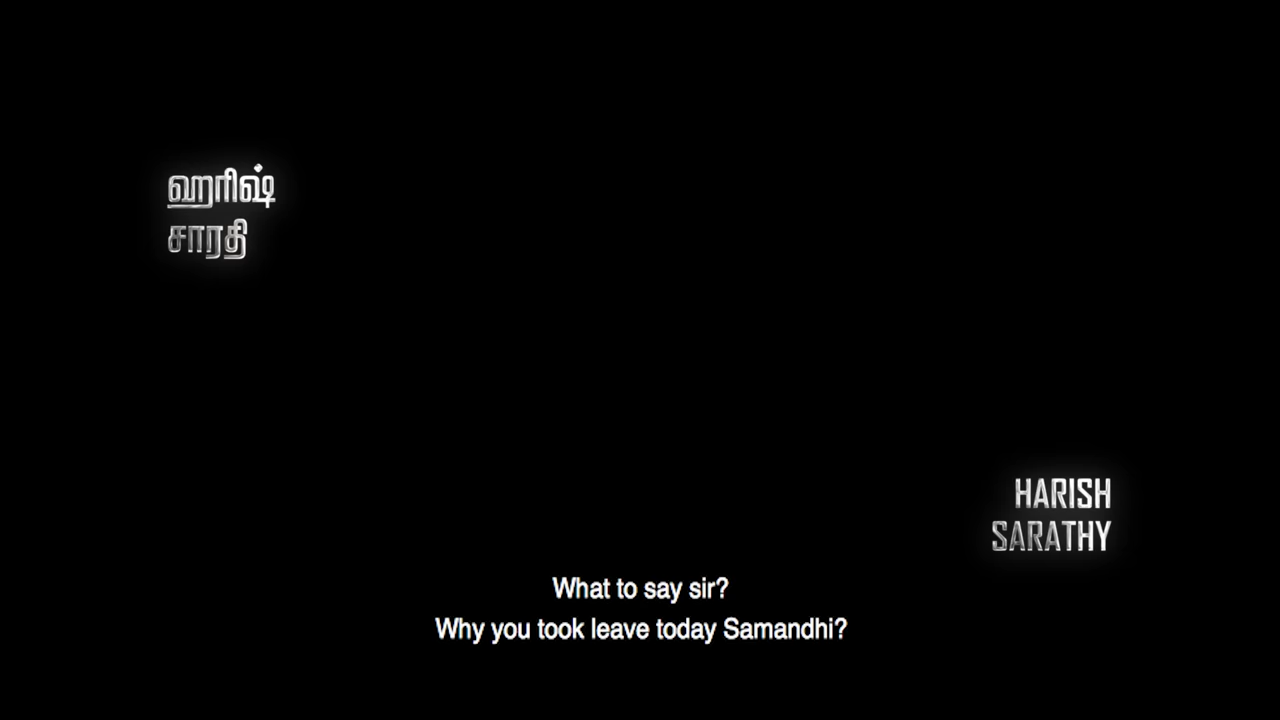 ஹரிஷ்
சாரதி
HARISH
SARATHY
What to say sir?
Why you took leave today Samandhi?